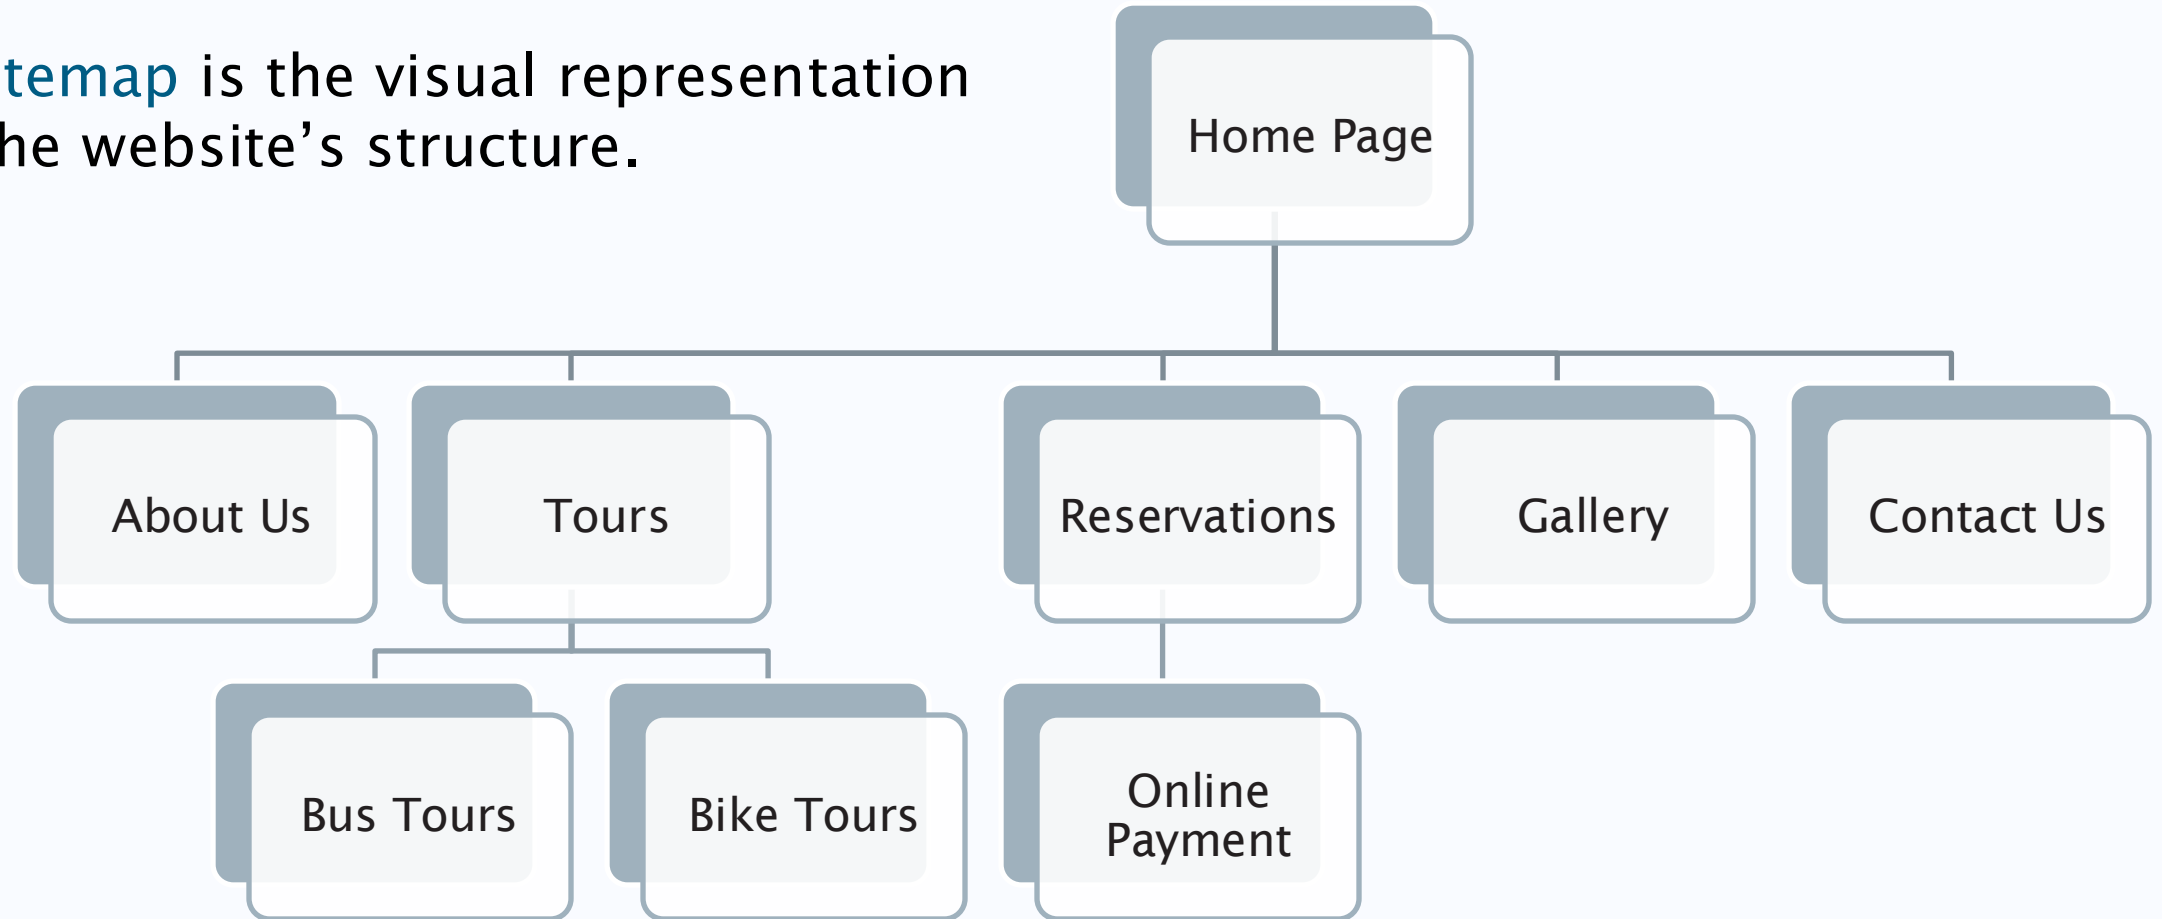 temap is the visual representation
he website's structure.
Home Page
About Us
Tours
Reservations
Gallery
Contact Us
Bus Tours
Bike Tours
Online
Payment